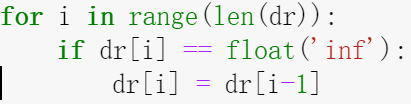 for i in range(len(dr)):
    if dr[i] == float('inf'):
        dr[i] = dr[i-1]